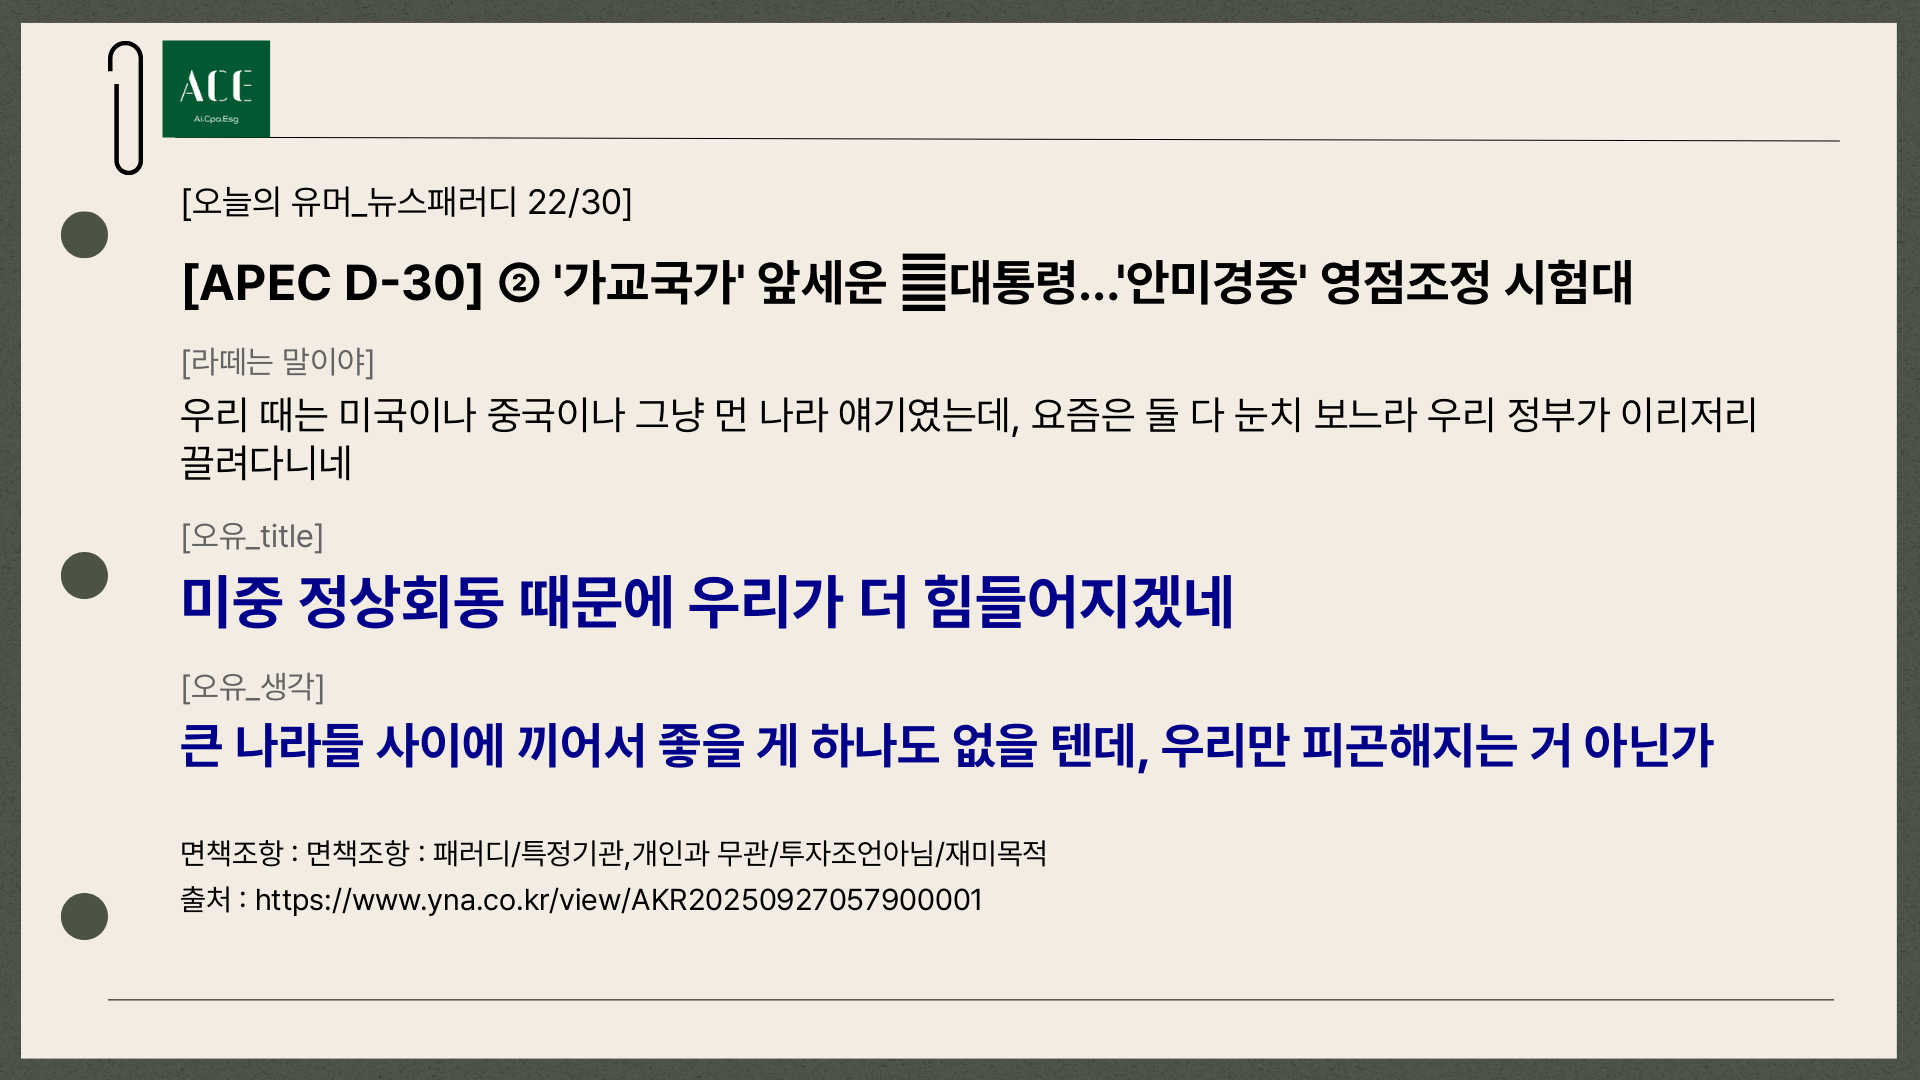 ACE
Ai.Cpa.Esg
[오늘의 유머_뉴스패러디 22/30]
[APEC D-30] ② '가교국가' 앞세운 대통령...'안미경중' 영점조정 시험대
[라떼는 말이야]
우리 때는 미국이나 중국이나 그냥 먼 나라 얘기였는데, 요즘은 둘 다 눈치 보느라 우리 정부가 이리저리
끌려다니네
[오유_title]
미중 정상회동 때문에 우리가 더 힘들어지겠네
[오유_생각]
큰 나라들 사이에 끼어서 좋을 게 하나도 없을 텐데, 우리만 피곤해지는 거 아닌가
면책조항 : 면책조항 : 패러디/특정기관,개인과 무관/투자조언아님/재미목적
출처 : https://www.yna.co.kr/view/AKR20250927057900001